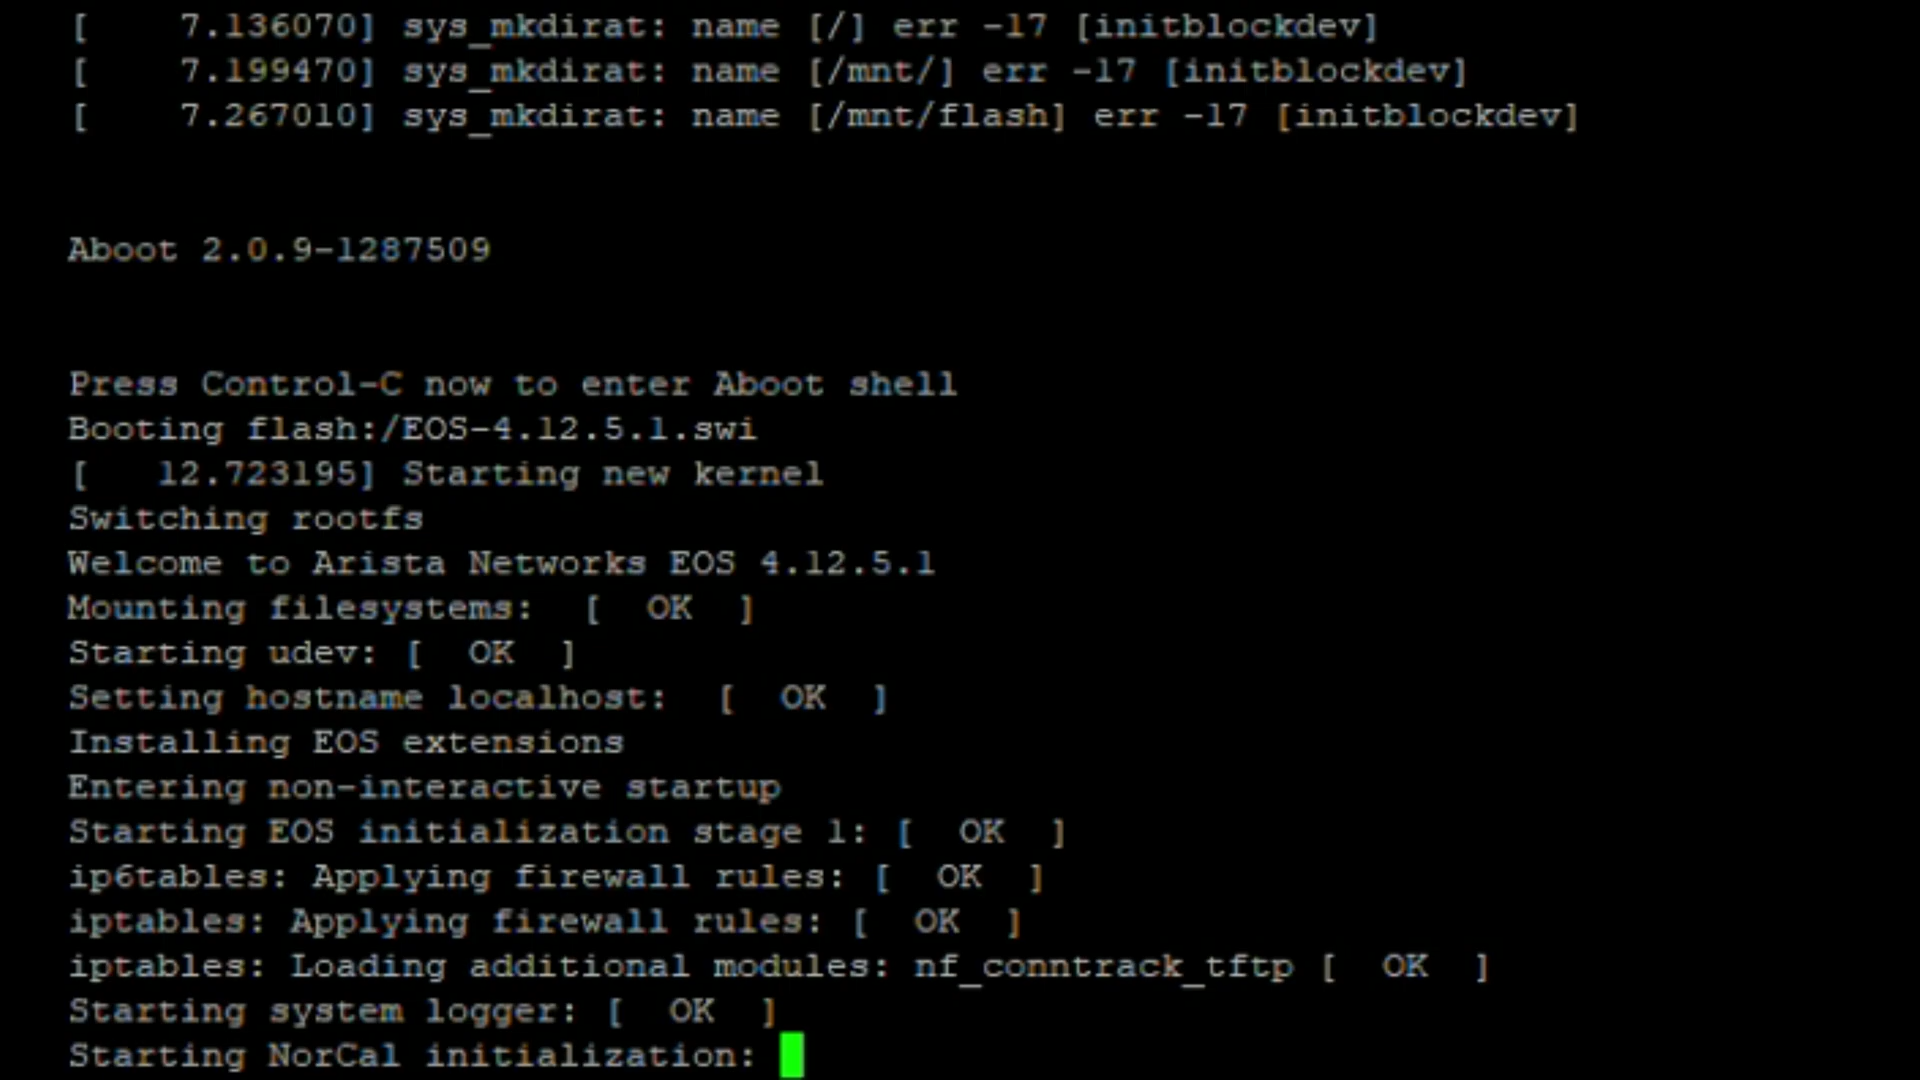 [    7.136070] sys_mkdirat: name [/] err -17 [initblockdev]
[    7.199470] sys_mkdirat: name [/mnt/] err -17 [initblockdev]
[    7.267010] sys_mkdirat: name [/mnt/flash] err -17 [initblockdev]
Aboot 2.0.9-1287509
Press Control-C now to enter Aboot shell
Booting flash:/EOS-4.12.5.1.swi
[   12.723195] Starting new kernel
Switching rootfs
Welcome to Arista Networks EOS 4.12.5.1
Mounting filesystems:  [  OK  ]
Starting udev: [  OK  ]
Setting hostname localhost:  [  OK  ]
Installing EOS extensions
Entering non-interactive startup
Starting EOS initialization stage 1: [  OK  ]
ip6tables: Applying firewall rules: [  OK  ]
iptables: Applying firewall rules: [  OK  ]
iptables: Loading additional modules: nf_conntrack_tftp [  OK  ]
Starting system logger: [  OK  ]
Starting NorCal initialization: